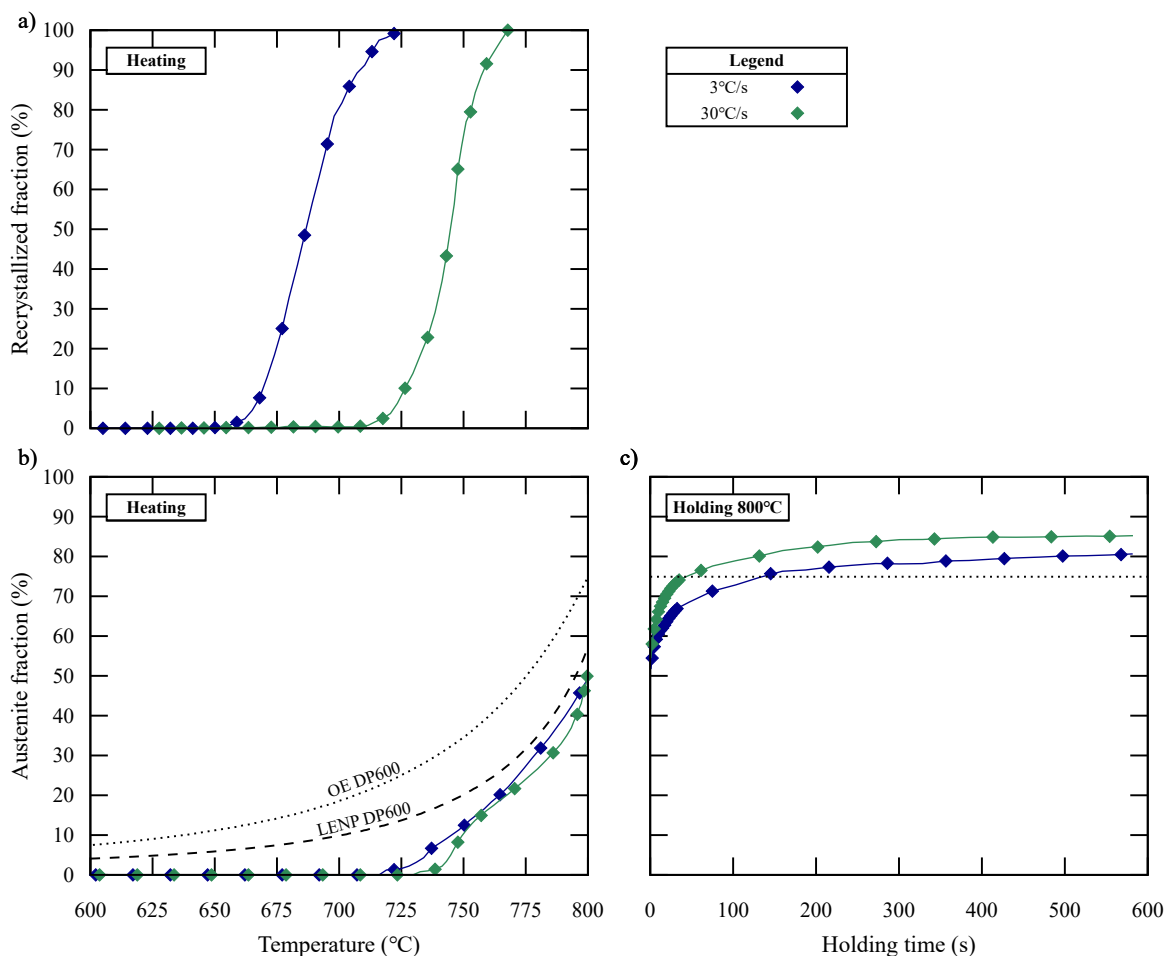 a)
100
90
80
70
60
50
40
30
20
10
0
Recrystallized fraction (%)
Heating
Legend
3°C/s
30°C/s
b)
100
90
80
70
60
50
40
30
20
10
0
Austenite fraction (%)
Heating
OE DP600
LENP DP600
600 625 650 675 700 725 750 775 800
Temperature (°C)
c)
Holding 800°C
0 100 200 300 400 500 600
Holding time (s)